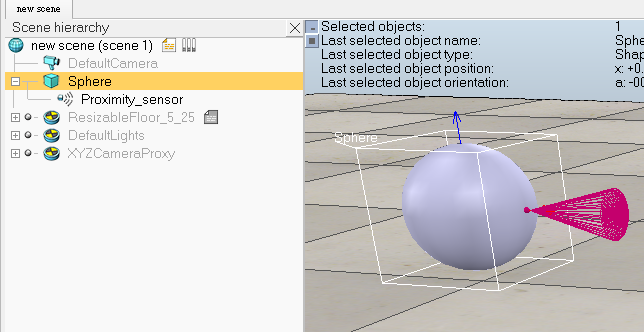 new scene
Scene hierarchy
new scene (scene 1)
DefaultCamera
Sphere
Proximity_sensor
ResizableFloor_5_25
DefaultLights
XYZCameraProxy
Selected objects: 1
Last selected object name: Sphe
Last selected object type: Shap
Last selected object position: x: +0.
Last selected object orientation: a: -00
Sphere